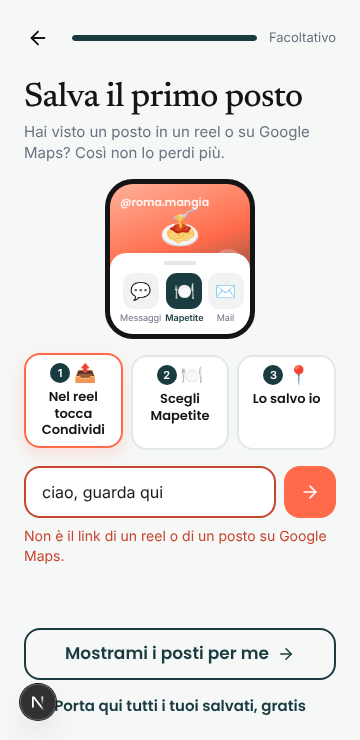 Facoltativo
Salva il primo posto
Hai visto un posto in un reel o su Google
Maps? Così non lo perdi più.
@roma.mangia
Messaggi Mapetite Mail
1
Nel reel
tocca
Condividi
2
Scegli
Mapetite
3
Lo salvo io
ciao, guarda qui
Non è il link di un reel o di un posto su Google
Maps.
Mostrami i posti per me
N
Porta qui tutti i tuoi salvati, gratis